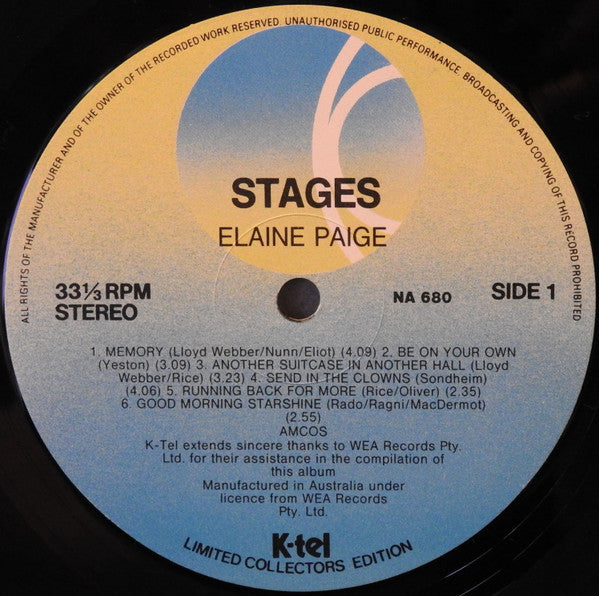 ALL RIGHTS OF THE MANUFACTURER AND OF THE OWNER OF THE RECORDED WORK RESERVED UNAUTHORISED PUBLIC PERFORMANCE, BROADCASTING AND COPYING OF THIS RECORD PROHIBITED
STAGES
ELAINE PAIGE
33⅓ RPM
STEREO
NA 680
SIDE 1
1. MEMORY (Lloyd Webber/Nunn/Eliot) (4.09) 2. BE ON YOUR OWN
(Yeston) (3.09) 3. ANOTHER SUITCASE IN ANOTHER HALL (Lloyd
Webber/Rice) (3.23) 4. SEND IN THE CLOWNS (Sondheim)
(4.06) 5. RUNNING BACK FOR MORE (Rice/Oliver) (2.35)
6. GOOD MORNING STARSHINE (Rado/Ragni/MacDermot)
(2.55)
AMCOS
K-Tel extends sincere thanks to WEA Records Pty.
Ltd. for their assistance in the compilation of
this album
Manufactured in Australia under
licence from WEA Records
Pty. Ltd.
K-tel
LIMITED COLLECTORS EDITION